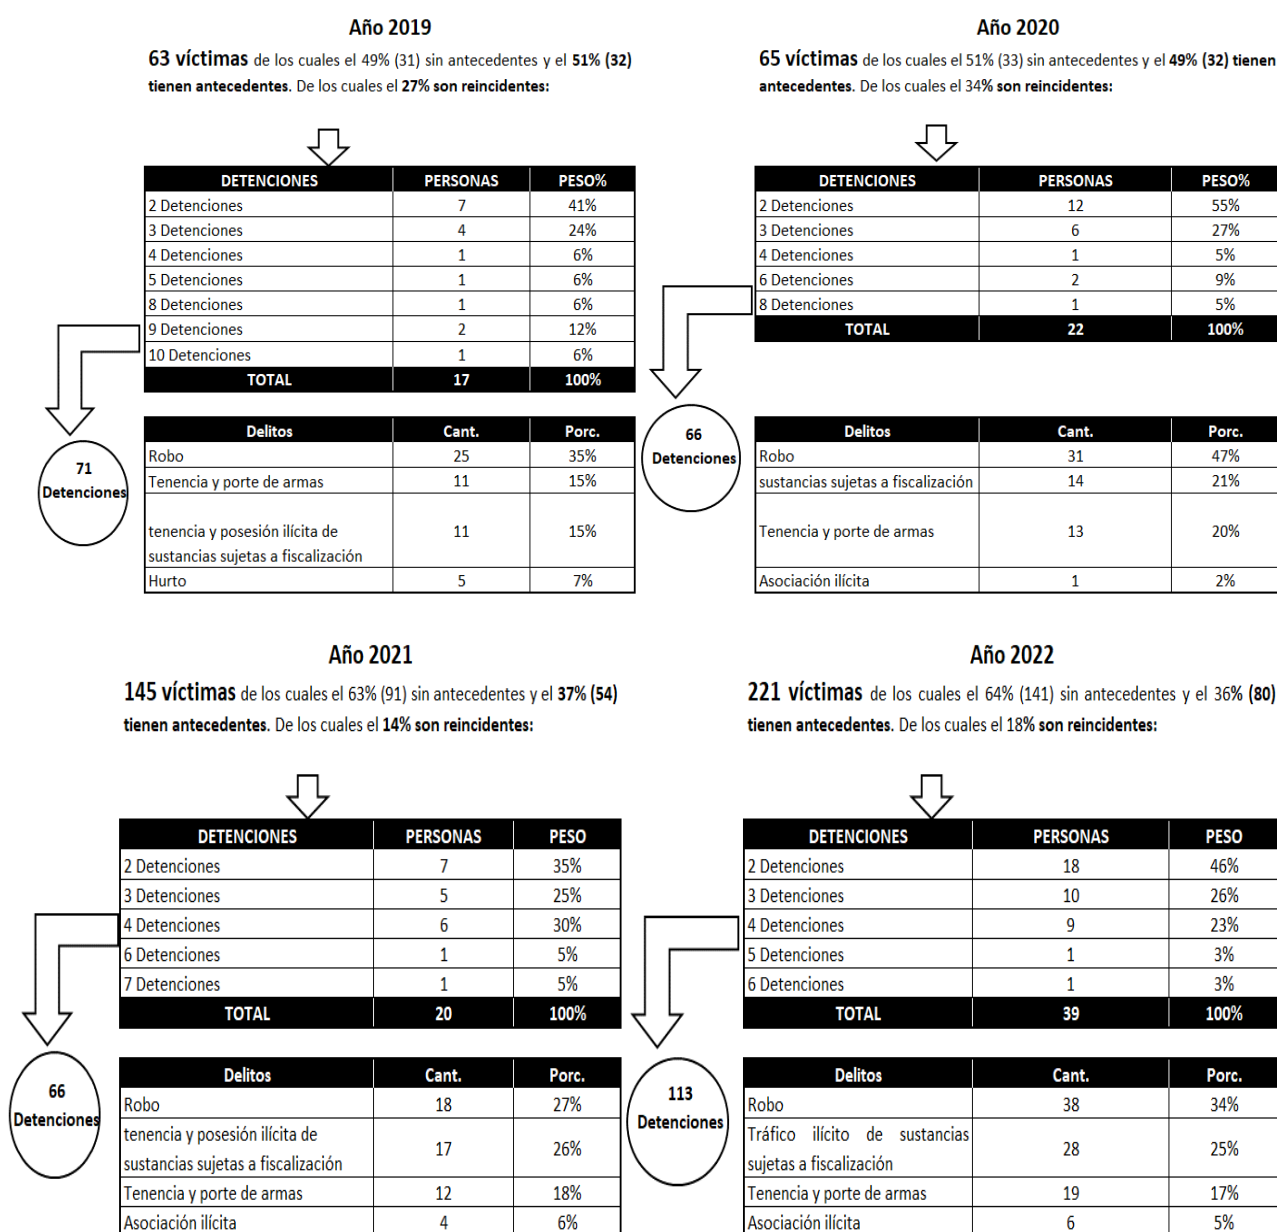 Año 2019
63 víctimas de los cuales el 49% (31) sin antecedentes y el 51% (32)
tienen antecedentes. De los cuales el 27% son reincidentes:
DETENCIONES PERSONAS PESO%
2 Detenciones 7 41%
3 Detenciones 4 24%
4 Detenciones 1 6%
5 Detenciones 1 6%
8 Detenciones 1 6%
9 Detenciones 2 12%
10 Detenciones 1 6%
TOTAL 17 100%
71
Detenciones
Delitos Cant. Porc.
Robo 25 35%
Tenencia y porte de armas 11 15%
tenencia y posesión ilícita de
sustancias sujetas a fiscalización 11 15%
Hurto 5 7%
Año 2020
65 víctimas de los cuales el 51% (33) sin antecedentes y el 49% (32) tienen
antecedentes. De los cuales el 34% son reincidentes:
DETENCIONES PERSONAS PESO%
2 Detenciones 12 55%
3 Detenciones 6 27%
4 Detenciones 1 5%
6 Detenciones 2 9%
8 Detenciones 1 5%
TOTAL 22 100%
66
Detenciones
Delitos Cant. Porc.
Robo 31 47%
sustancias sujetas a fiscalización 14 21%
Tenencia y porte de armas 13 20%
Asociación ilícita 1 2%
Año 2021
145 víctimas de los cuales el 63% (91) sin antecedentes y el 37% (54)
tienen antecedentes. De los cuales el 14% son reincidentes:
DETENCIONES PERSONAS PESO
2 Detenciones 7 35%
3 Detenciones 5 25%
4 Detenciones 6 30%
6 Detenciones 1 5%
7 Detenciones 1 5%
TOTAL 20 100%
66
Detenciones
Delitos Cant. Porc.
Robo 18 27%
tenencia y posesión ilícita de
sustancias sujetas a fiscalización 17 26%
Tenencia y porte de armas 12 18%
Asociación ilícita 4 6%
Año 2022
221 víctimas de los cuales el 64% (141) sin antecedentes y el 36% (80)
tienen antecedentes. De los cuales el 18% son reincidentes:
DETENCIONES PERSONAS PESO
2 Detenciones 18 46%
3 Detenciones 10 26%
4 Detenciones 9 23%
5 Detenciones 1 3%
6 Detenciones 1 3%
TOTAL 39 100%
113
Detenciones
Delitos Cant. Porc.
Robo 38 34%
Tráfico ilícito de sustancias
sujetas a fiscalización 28 25%
Tenencia y porte de armas 19 17%
Asociación ilícita 6 5%